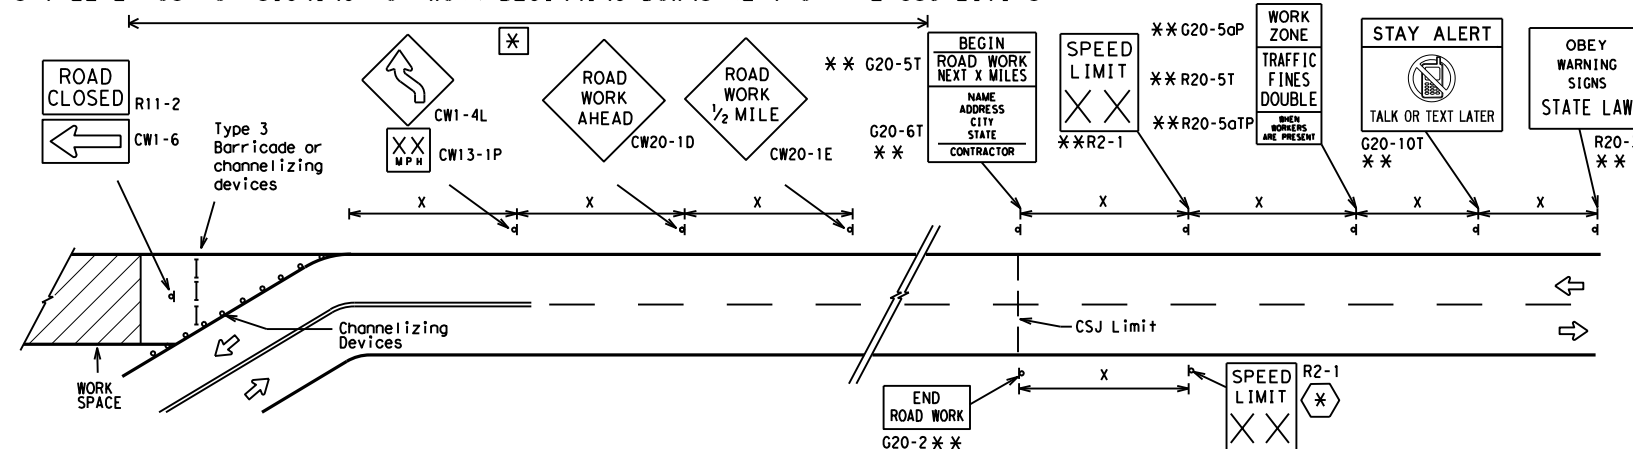 ROAD
CLOSED
R11-2
CW1-6
Type 3
Barricade or
channelizing
devices
CW1-4L
XX
MPH
CW13-1P
*
ROAD
WORK
AHEAD
CW20-1D
ROAD
WORK
1/2 MILE
CW20-1E
** G20-5T
G20-6T
**
BEGIN
ROAD WORK
NEXT X MILES
NAME
ADDRESS
CITY
STATE
CONTRACTOR
SPEED
LIMIT
XX
**R2-1
**G20-5aP
**R20-5T
**R20-5aTP
WORK
ZONE
TRAFFIC
FINES
DOUBLE
WHEN
WORKERS
ARE PRESENT
STAY ALERT
TALK OR TEXT LATER
G20-10T
**
OBEY
WARNING
SIGNS
STATE LAW
R20-
**
X X X X X X X
Channelizing
Devices
CSJ Limit
WORK
SPACE
END
ROAD WORK
G20-2 **
X
SPEED
LIMIT
XX
R2-1
*